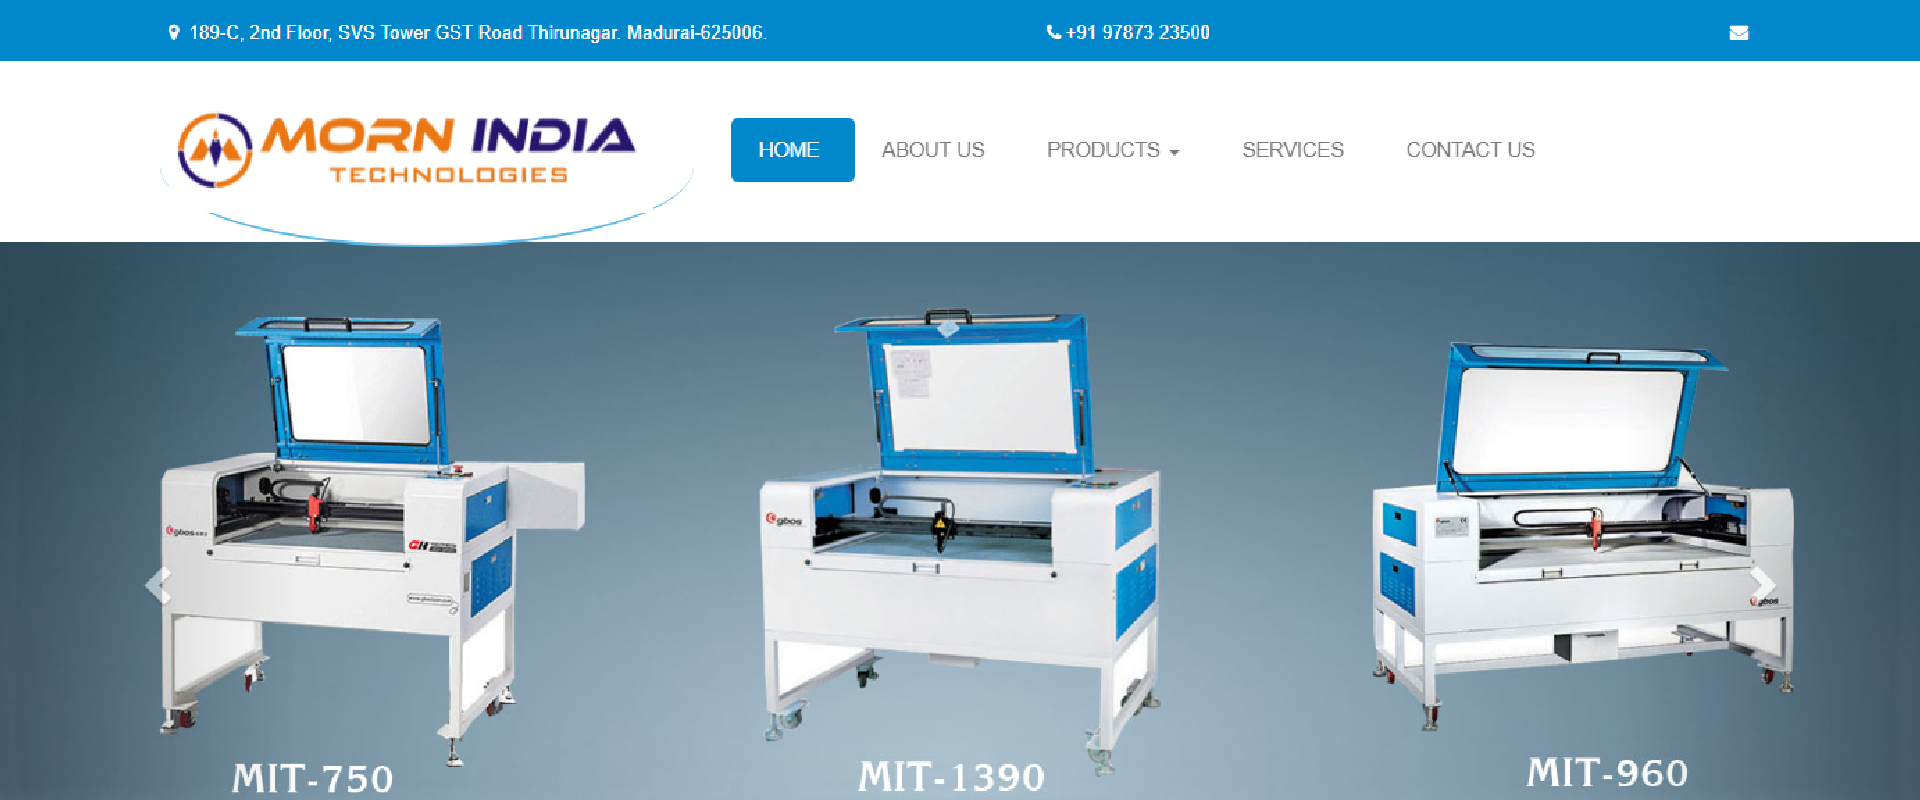 189-C, 2nd Floor, SVS Tower GST Road Thirunagar. Madurai-625006.
+91 97873 23500
MORN INDIA
TECHNOLOGIES
HOME
ABOUT US
PRODUCTS
SERVICES
CONTACT US
gbos
GH
gbos
gbos
MIT-750
MIT-1390
MIT-960